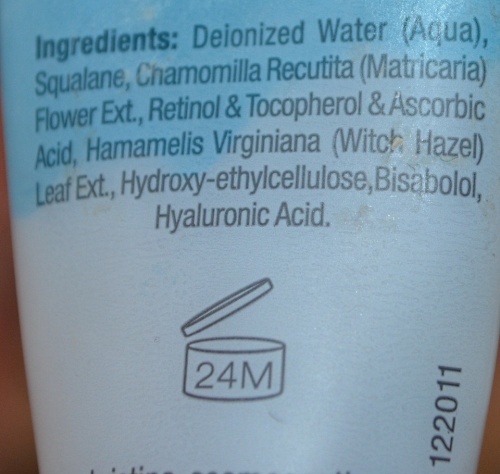 Ingredients: Deionized Water (Aqua),
Squalane, Chamomilla Recutita (Matricaria)
Flower Ext., Retinol & Tocopherol & Ascorbic
Acid, Hamamelis Virginiana (Witch Hazel)
Leaf Ext., Hydroxy-ethylcellulose, Bisabolol,
Hyaluronic Acid.
24M
122011